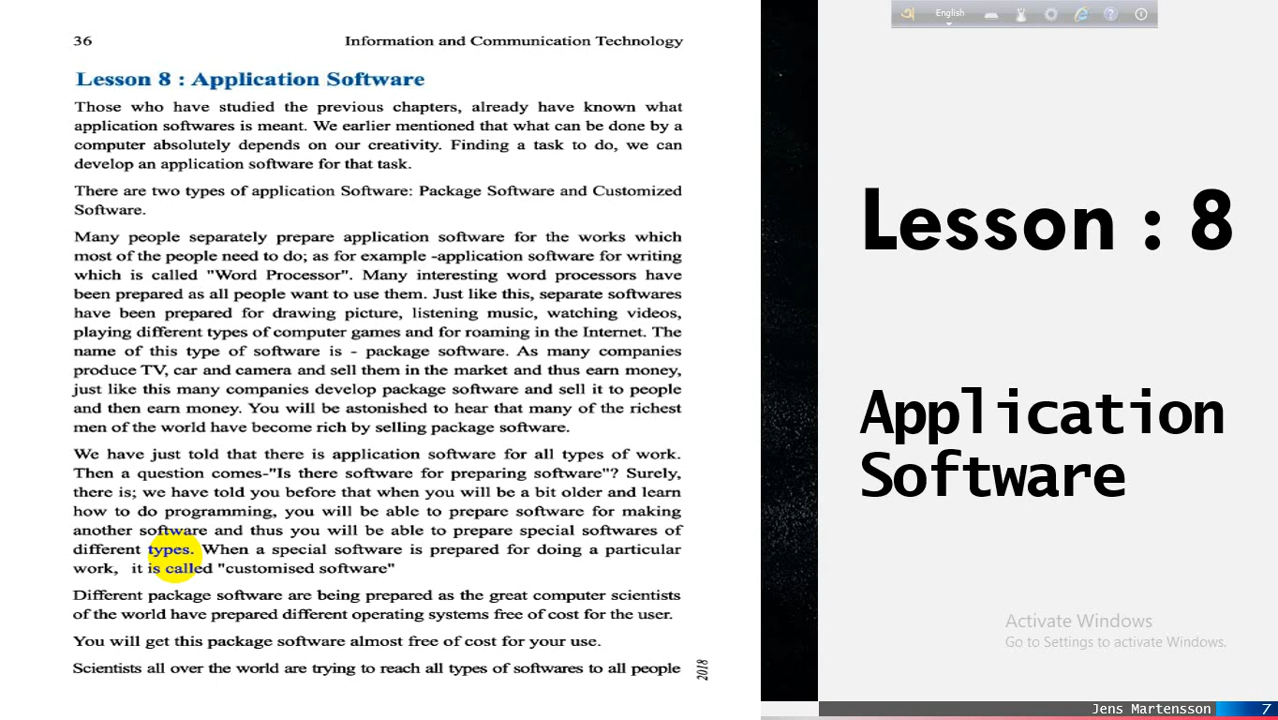 36 Information and Communication Technology
Lesson 8 : Application Software
Those who have studied the previous chapters, already have known what
application softwares is meant. We earlier mentioned that what can be done by a
computer absolutely depends on our creativity. Finding a task to do, we can
develop an application software for that task.
There are two types of application Software: Package Software and Customized
Software.
Many people separately prepare application software for the works which
most of the people need to do; as for example -application software for writing
which is called "Word Processor". Many interesting word processors have
been prepared as all people want to use them. Just like this, separate softwares
have been prepared for drawing picture, listening music, watching videos,
playing different types of computer games and for roaming in the Internet. The
name of this type of software is - package software. As many companies
produce TV, car and camera and sell them in the market and thus earn money,
just like this many companies develop package software and sell it to people
and then earn money. You will be astonished to hear that many of the richest
men of the world have become rich by selling package software.
We have just told that there is application software for all types of work.
Then a question comes-"Is there software for preparing software"? Surely,
there is; we have told you before that when you will be a bit older and learn
how to do programming, you will be able to prepare software for making
another software and thus you will be able to prepare special softwares of
different types. When a special software is prepared for doing a particular
work, it is called "customised software"
Different package software are being prepared as the great computer scientists
of the world have prepared different operating systems free of cost for the user.
You will get this package software almost free of cost for your use.
Scientists all over the world are trying to reach all types of softwares to all people
2018
অ English
Lesson : 8
Application
Software
Activate Windows
Go to Settings to activate Windows.
Jens Martensson 7